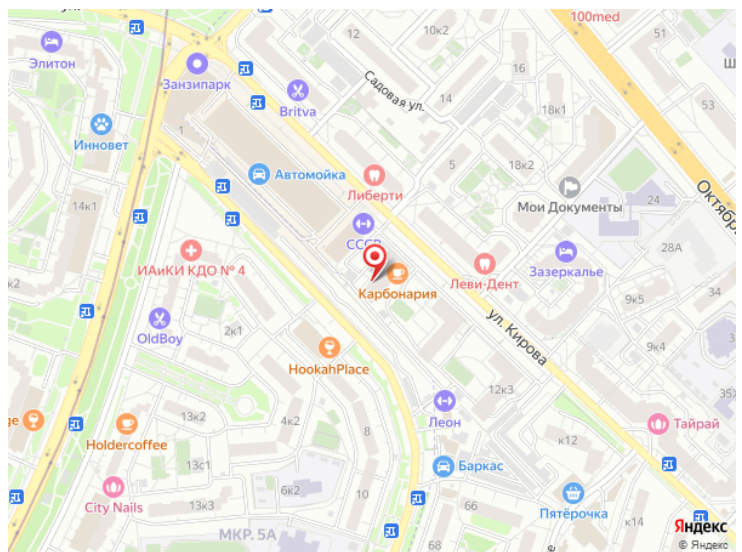 100med
12
10к2
Элитон
Занзипарк
16
Садовая ул.
14
18к1
53
Britva
1
Инновет
5
18к2
Автомойка
Либерти
Мои Документы
24
14к1
СССР
28А
ИАиКИ КДО № 4
Леви-Дент
Зазеркалье
Карбонария
9к5
34
ул. Кирова
2к1
OldBoy
9к4
HookahPlace
12к3
35Х
13к2
4к2
8
Леон
Тайрай
Holdercoffee
к12
13с1
Баркас
City Nails
6к2
10
66
Пятёрочка
к14
Яндекс
МКР. 5А
68
© Яндекс